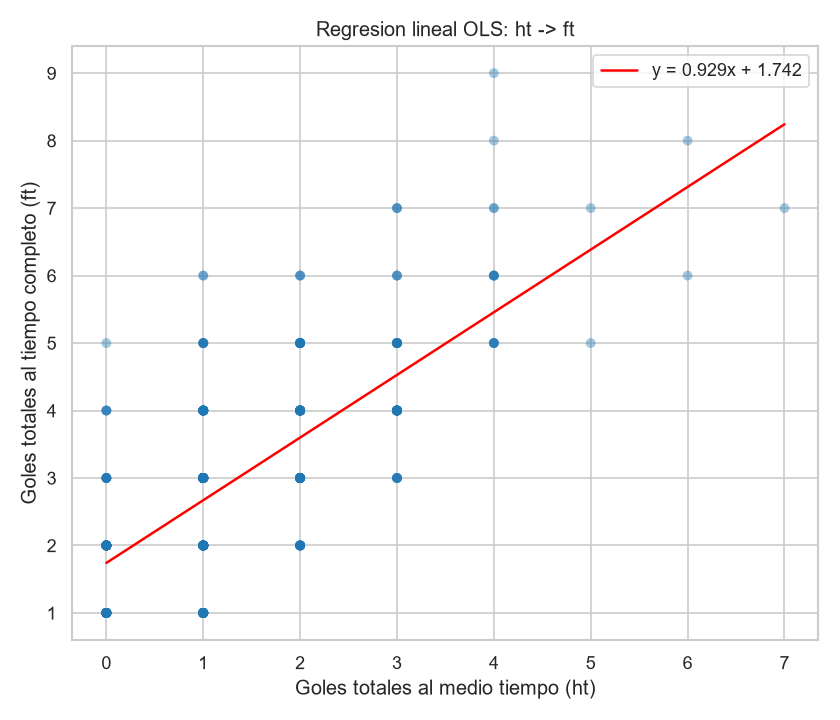 Regresion lineal OLS: ht -> ft
y = 0.929x + 1.742
Goles totales al tiempo completo (ft)
9
8
7
6
5
4
3
2
1
0 1 2 3 4 5 6 7
Goles totales al medio tiempo (ht)